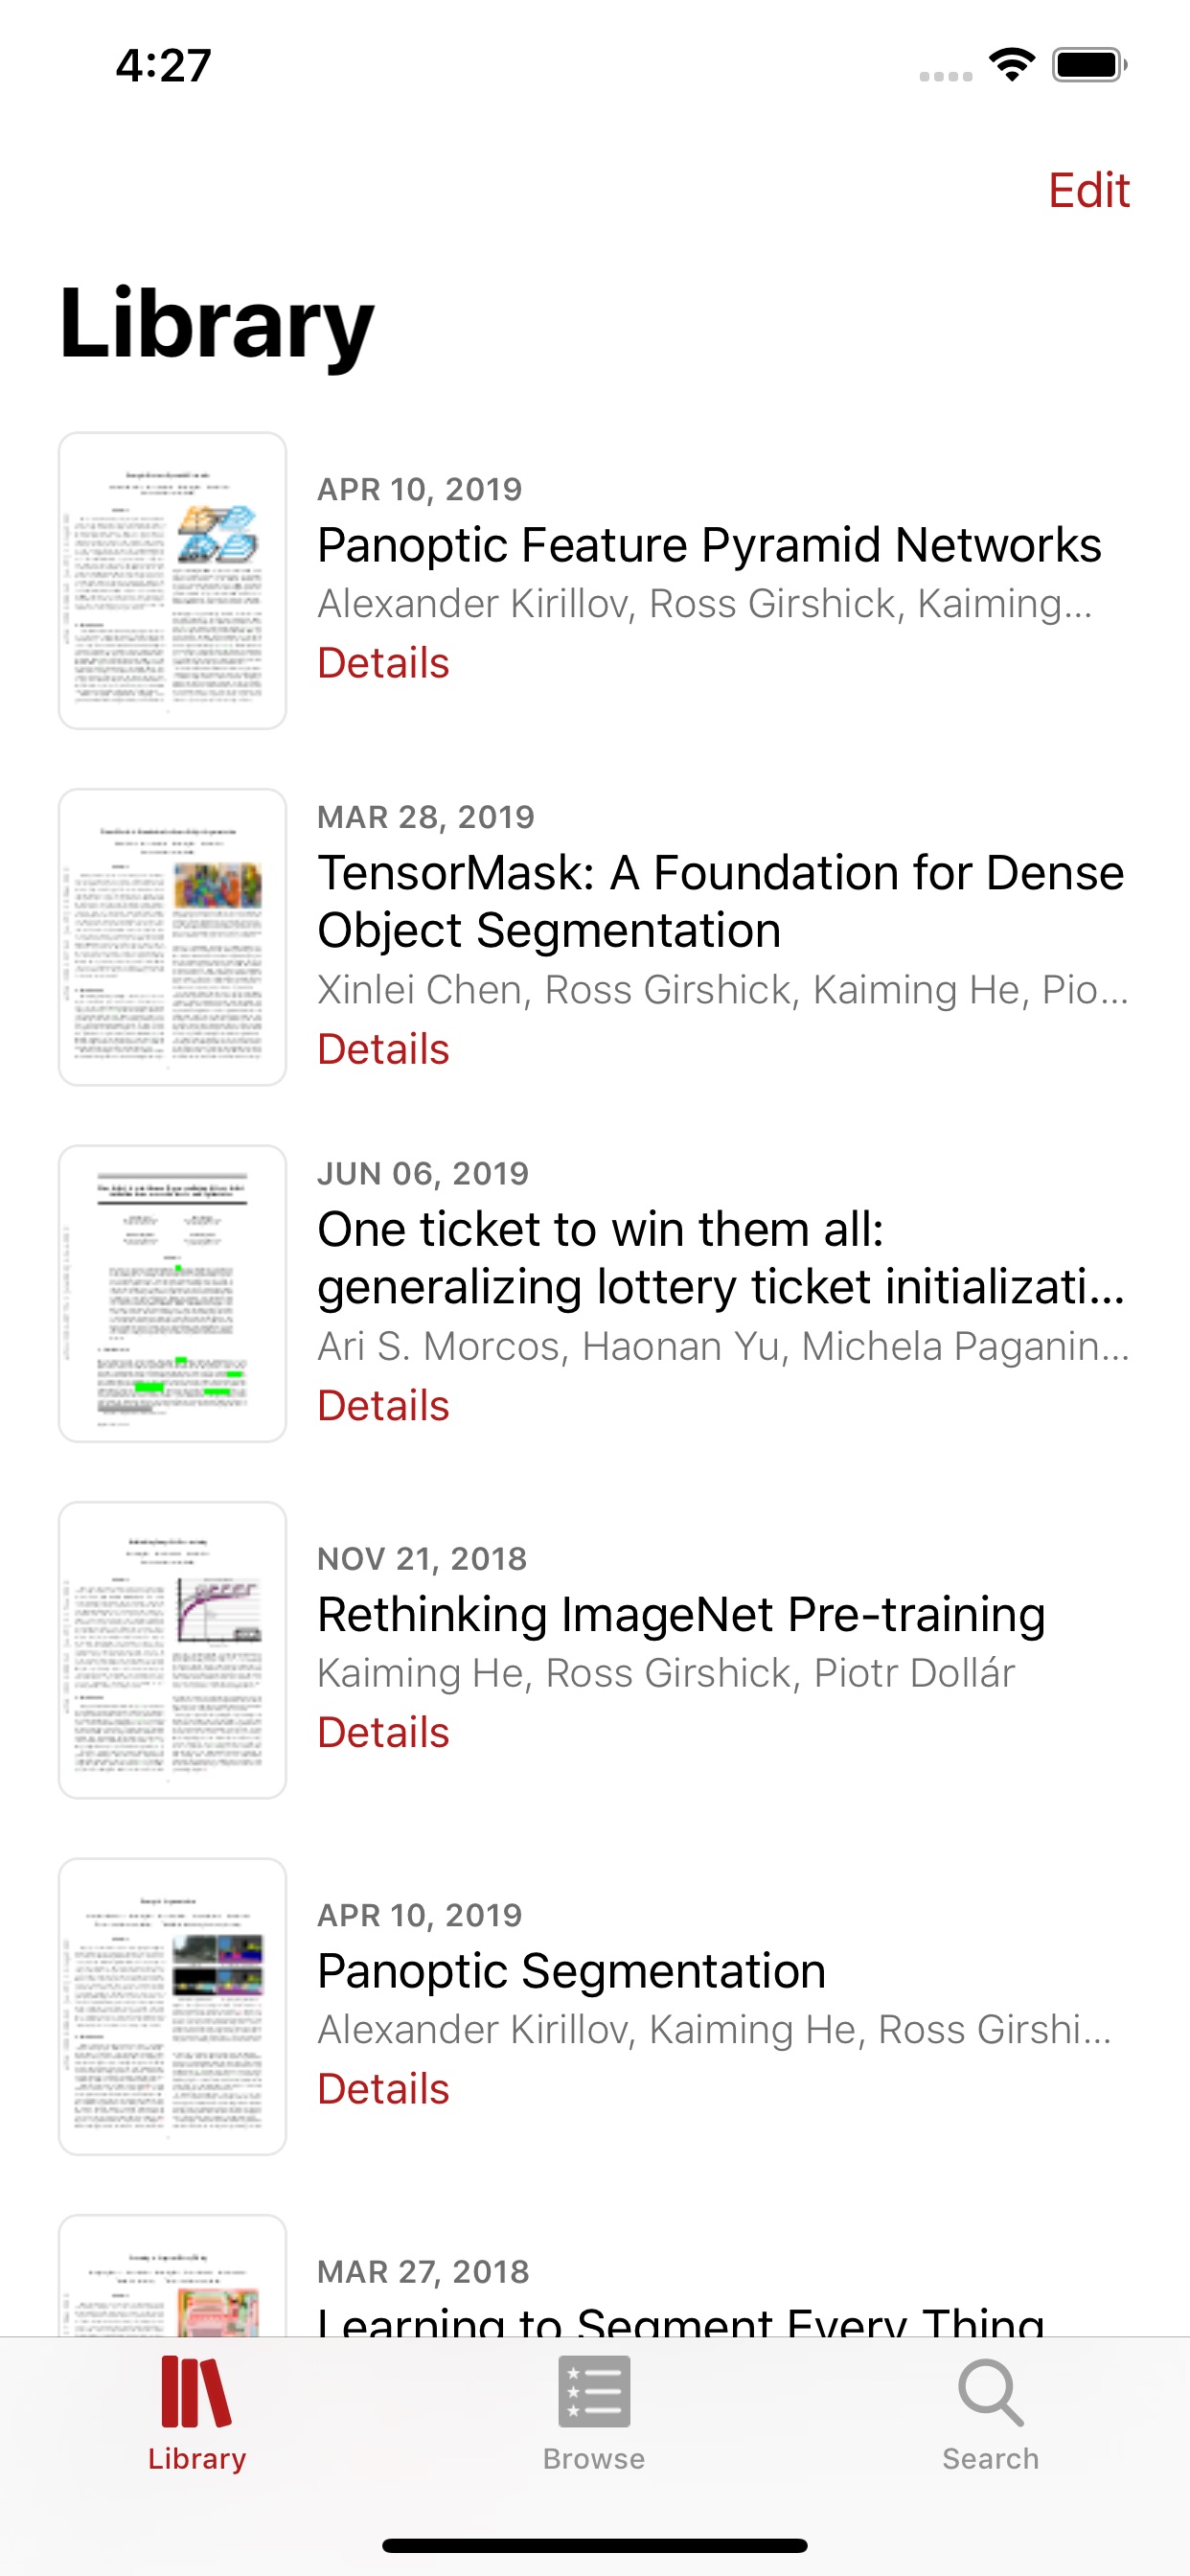 4:27
Edit
Library
APR 10, 2019
Panoptic Feature Pyramid Networks
Alexander Kirillov, Ross Girshick, Kaiming...
Details
MAR 28, 2019
TensorMask: A Foundation for Dense
Object Segmentation
Xinlei Chen, Ross Girshick, Kaiming He, Pio...
Details
JUN 06, 2019
One ticket to win them all:
generalizing lottery ticket initializati...
Ari S. Morcos, Haonan Yu, Michela Paganin...
Details
NOV 21, 2018
Rethinking ImageNet Pre-training
Kaiming He, Ross Girshick, Piotr Dollár
Details
APR 10, 2019
Panoptic Segmentation
Alexander Kirillov, Kaiming He, Ross Girshi...
Details
MAR 27, 2018
Learning to Segment Every Thing
Library
Browse
Search